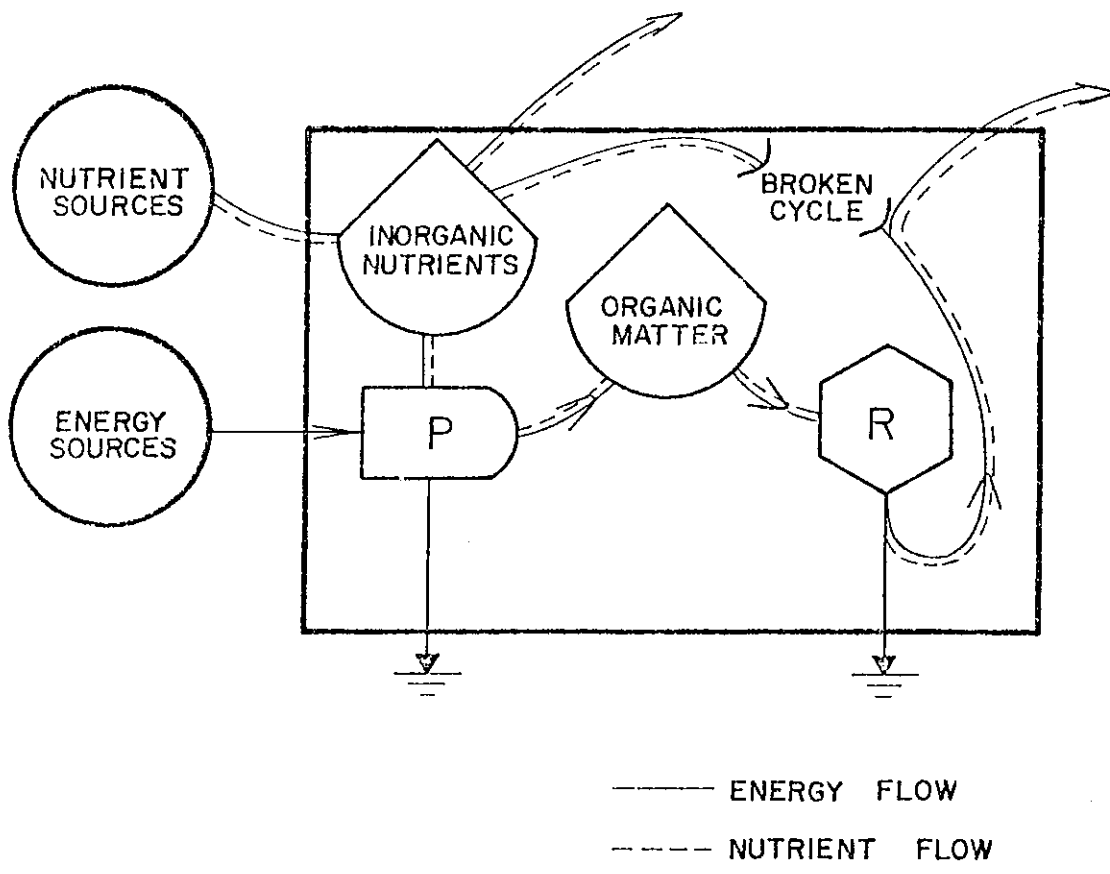 NUTRIENT
SOURCES
INORGANIC
NUTRIENTS
BROKEN
CYCLE
ORGANIC
MATTER
ENERGY
SOURCES
P
R
ENERGY FLOW
NUTRIENT FLOW